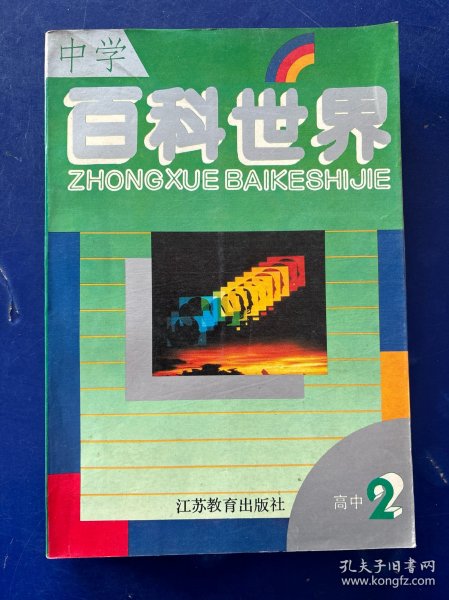 中学
百科世界
ZHONGXUE BAIKESHIJIE
江苏教育出版社
高中 2
孔夫子旧书网
www.kongfz.com